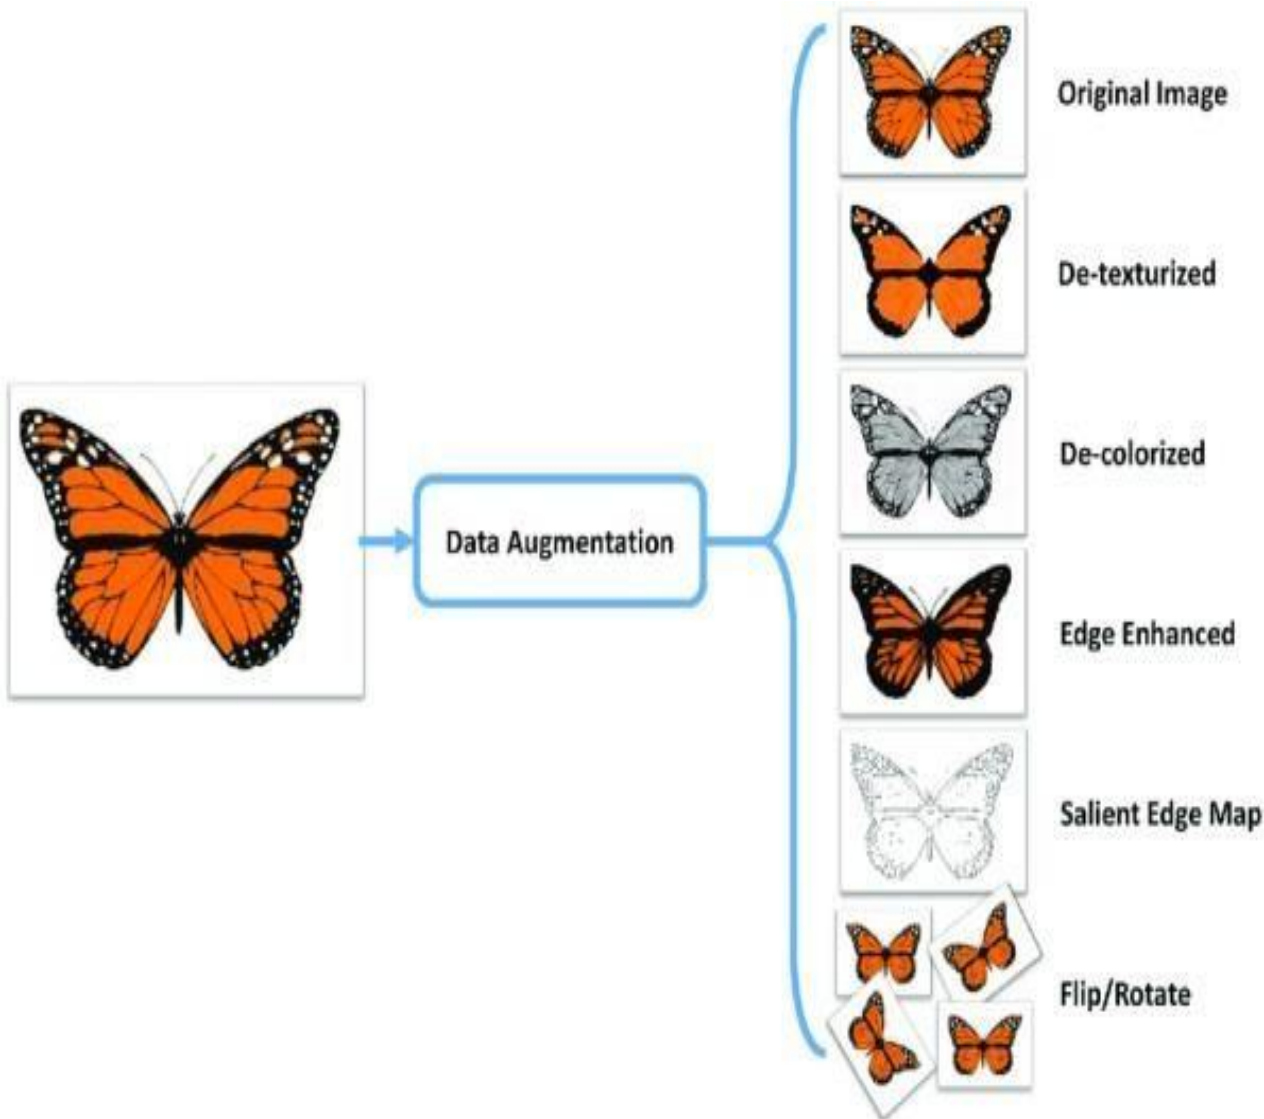 Original Image
De-texturized
De-colorized
Data Augmentation
Edge Enhanced
Salient Edge Map
Flip/Rotate